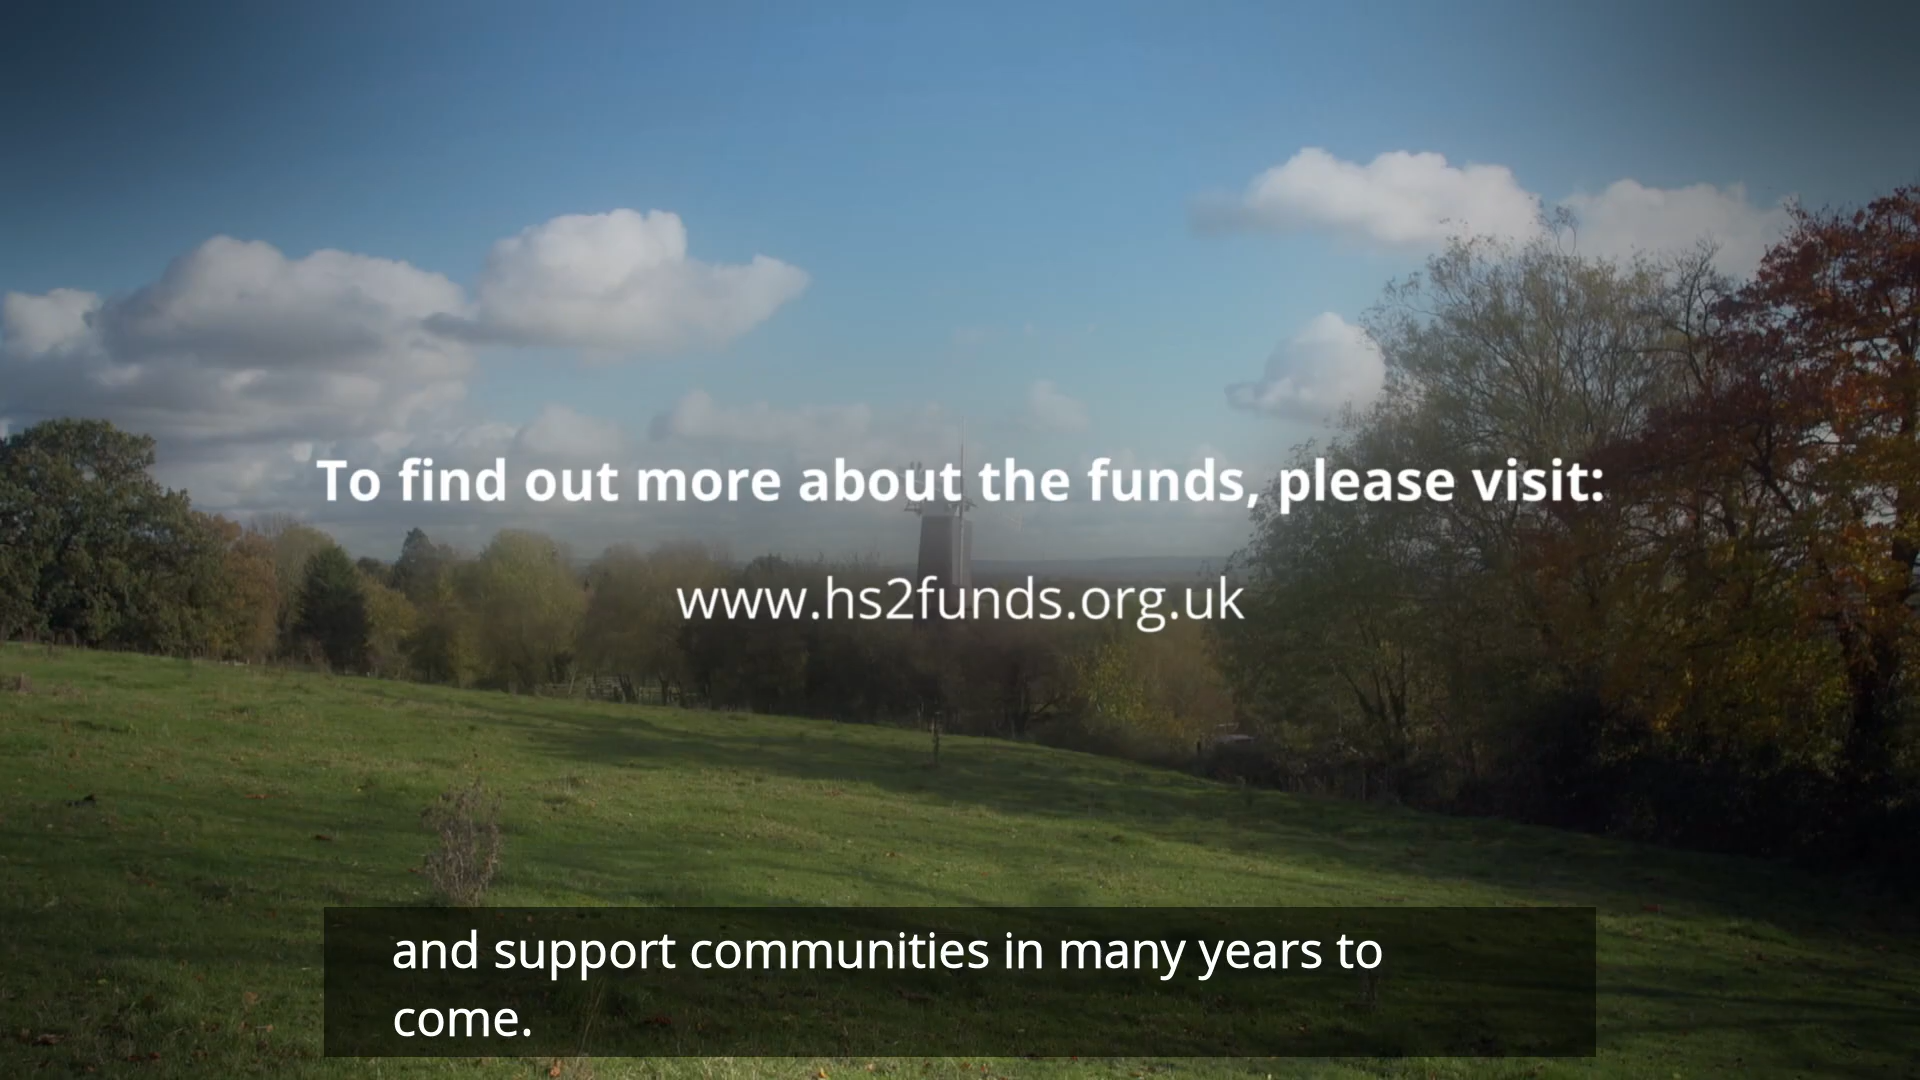 To find out more about the funds, please visit:
www.hs2funds.org.uk
and support communities in many years to
come.